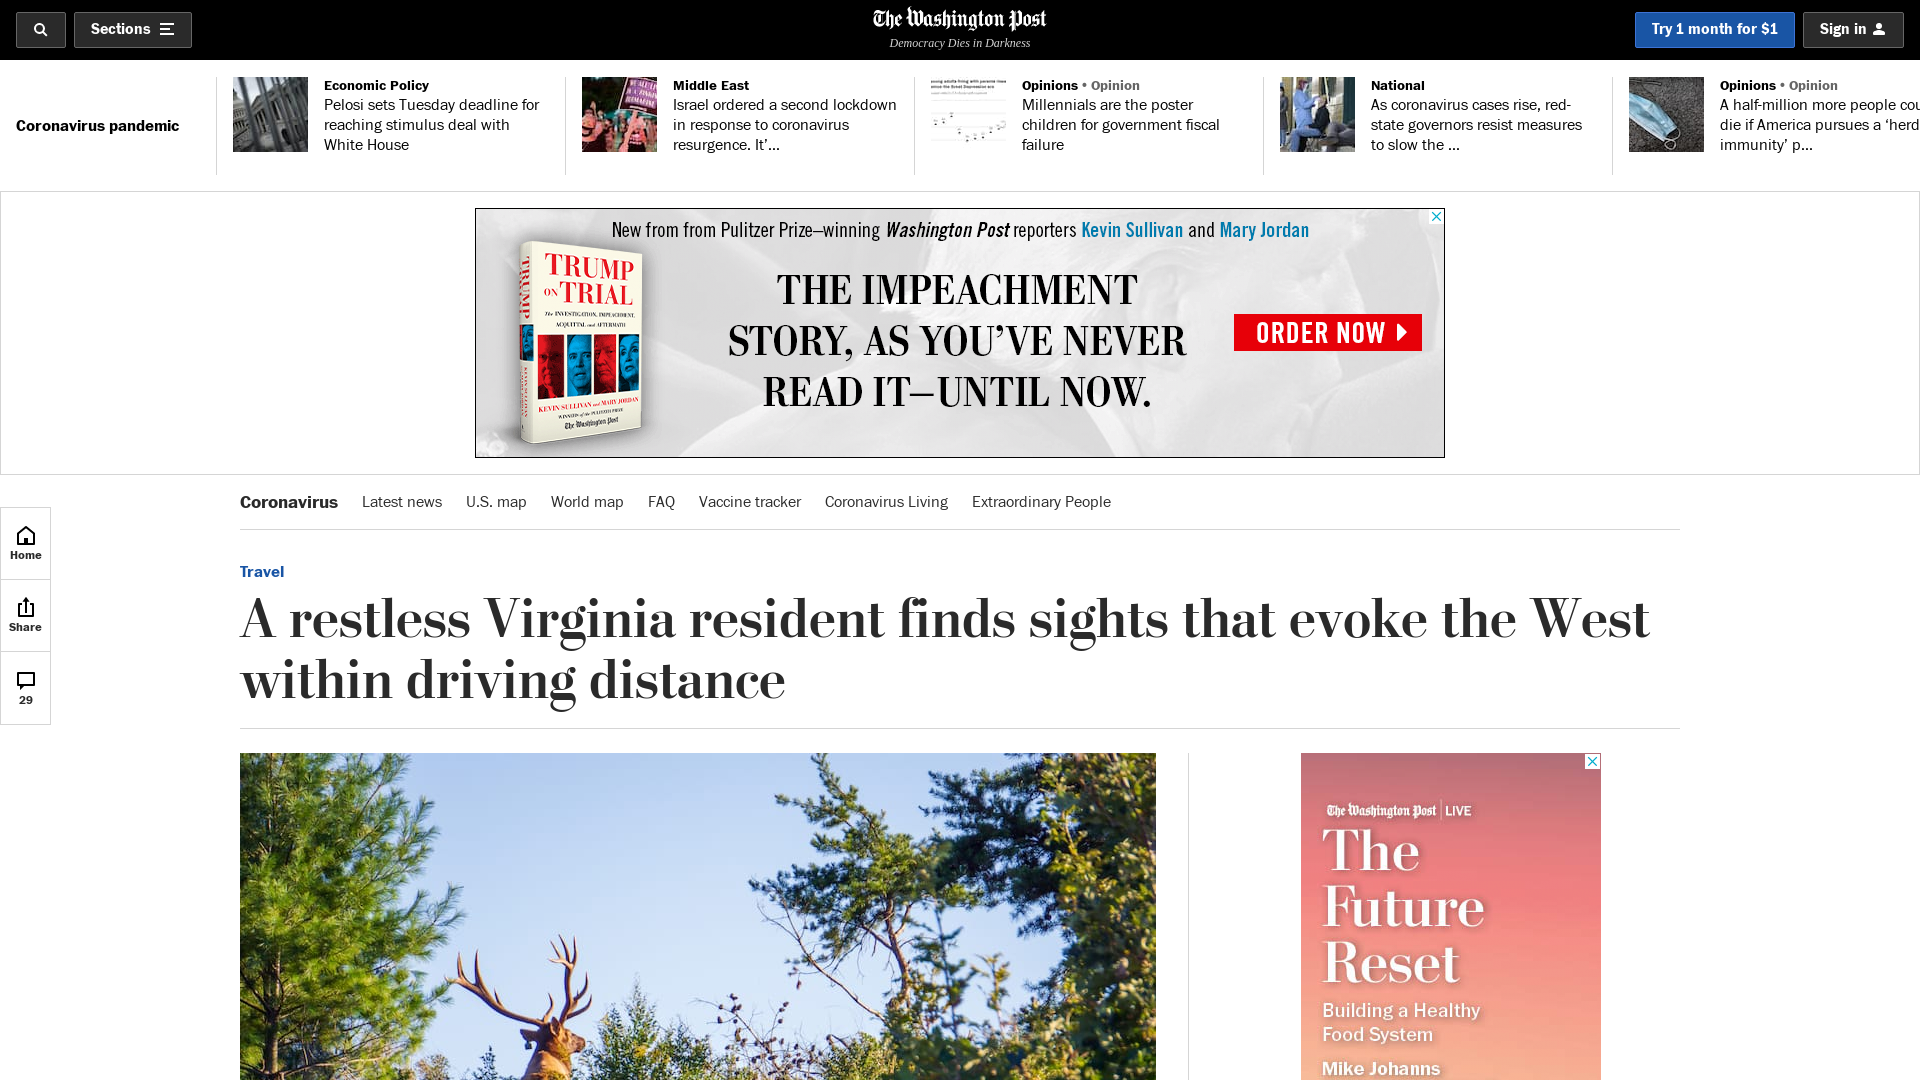 Sections
The Washington Post
Democracy Dies in Darkness
Try 1 month for $1
Sign in
Coronavirus pandemic
Economic Policy
Pelosi sets Tuesday deadline for
reaching stimulus deal with
White House
Middle East
Israel ordered a second lockdown
in response to coronavirus
resurgence. It’...
Opinions • Opinion
Millennials are the poster
children for government fiscal
failure
National
As coronavirus cases rise, red-
state governors resist measures
to slow the ...
Opinions • Opinion
A half-million more people cou
die if America pursues a ‘herd
immunity’ p...
New from from Pulitzer Prize–winning Washington Post reporters Kevin Sullivan and Mary Jordan
TRUMP
ON TRIAL
The INVESTIGATION, IMPEACHMENT,
ACQUITTAL and AFTERMATH
KEVIN SULLIVAN and MARY JORDAN
WINNERS of the PULITZER PRIZE
The Washington Post
TRUMP
THE IMPEACHMENT
STORY, AS YOU’VE NEVER
READ IT—UNTIL NOW.
ORDER NOW
Coronavirus
Latest news
U.S. map
World map
FAQ
Vaccine tracker
Coronavirus Living
Extraordinary People
Home
Share
29
Travel
A restless Virginia resident finds sights that evoke the West
within driving distance
The Washington Post LIVE
The
Future
Reset
Building a Healthy
Food System
Mike Johanns